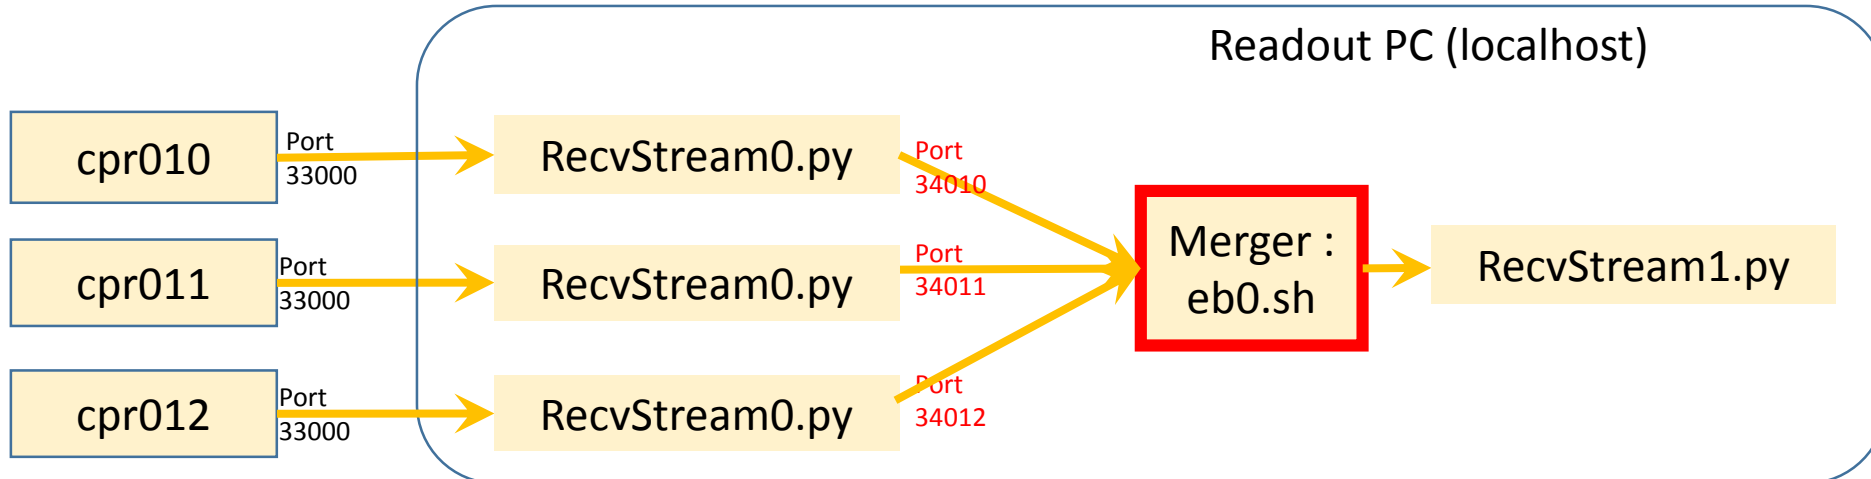 Readout PC (localhost)
cpr010
Port
33000
RecvStream0.py
Port
34010
cpr011
Port
33000
RecvStream0.py
Port
34011
Merger :
eb0.sh
RecvStream1.py
cpr012
Port
33000
RecvStream0.py
Port
34012